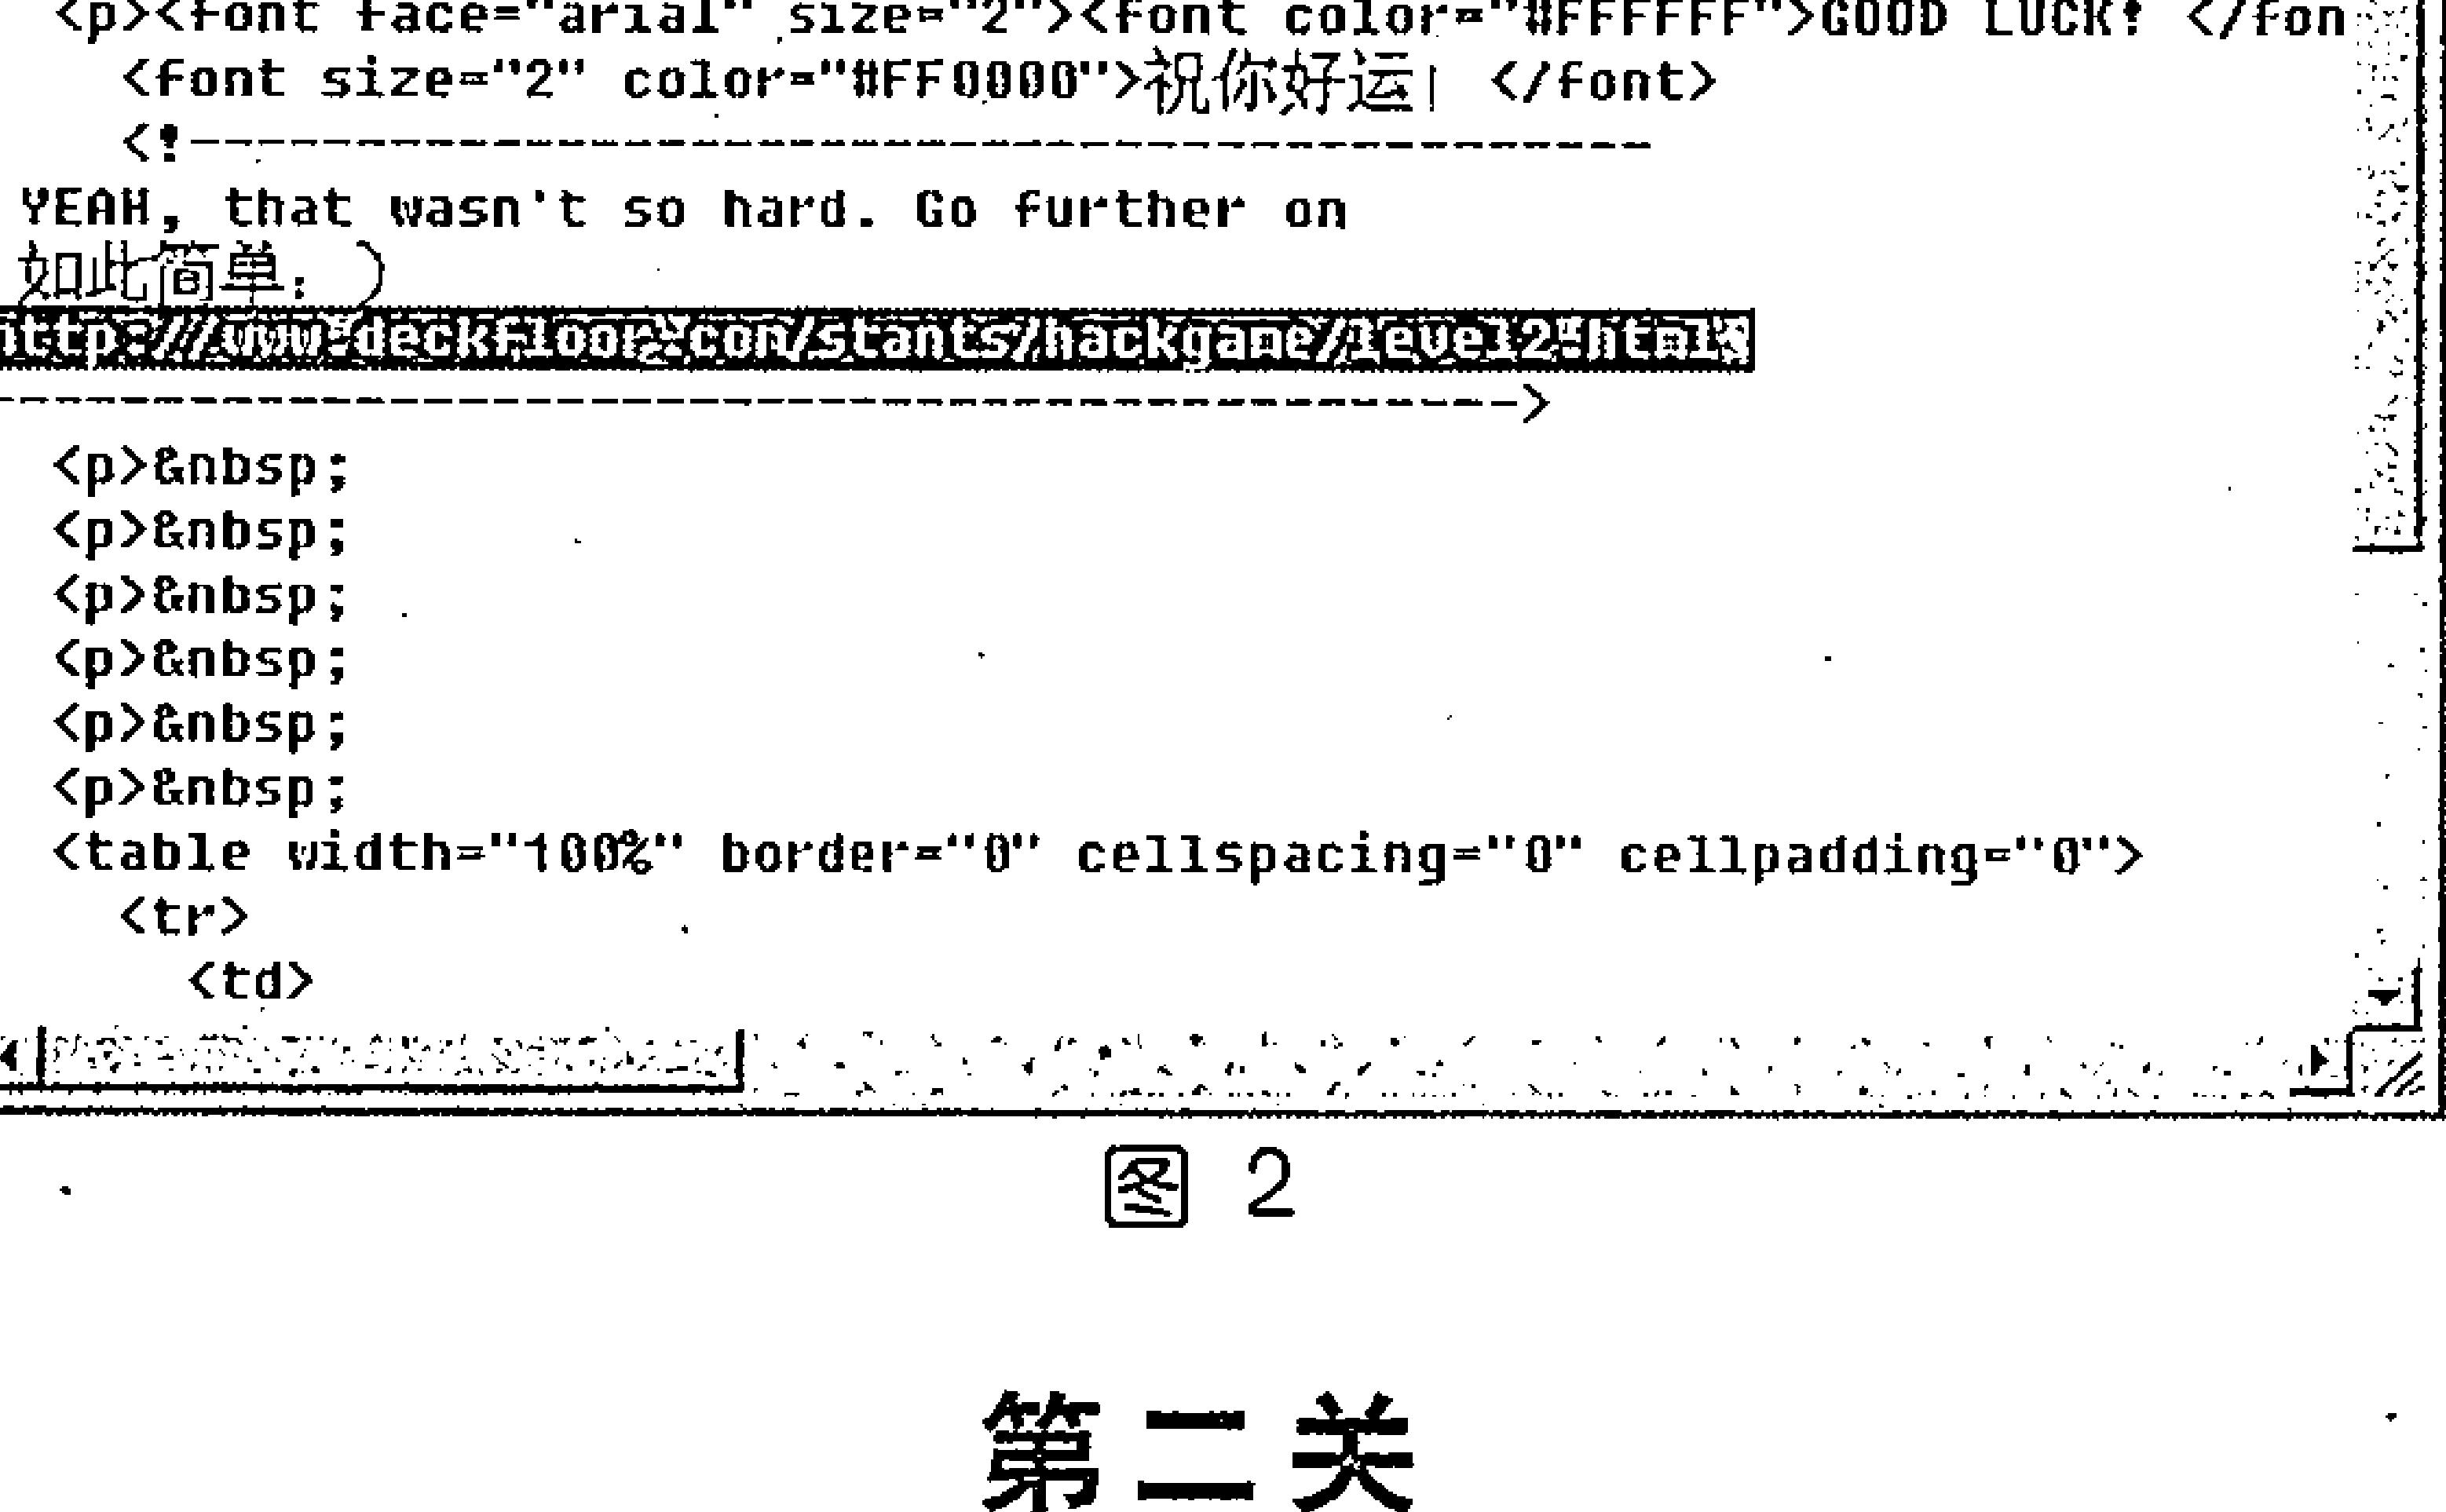 <p><font face="arial" size="2"><font color="#FFFFFF">GOOD LUCK! </fon
<font size="2" color="#FF0000">祝你好运| </font>
<!--------------------------------------------
YEAH, that wasn't so hard. Go further on
如此简单:)
http://www.deckfloor.com/stants/hackgame/level2.html
----------------------------------------------->
<p>&nbsp;
<p>&nbsp;
<p>&nbsp;
<p>&nbsp;
<p>&nbsp;
<p>&nbsp;
<table width="100%" border="0" cellspacing="0" cellpadding="0">
<tr>
<td>
图 2
第二关